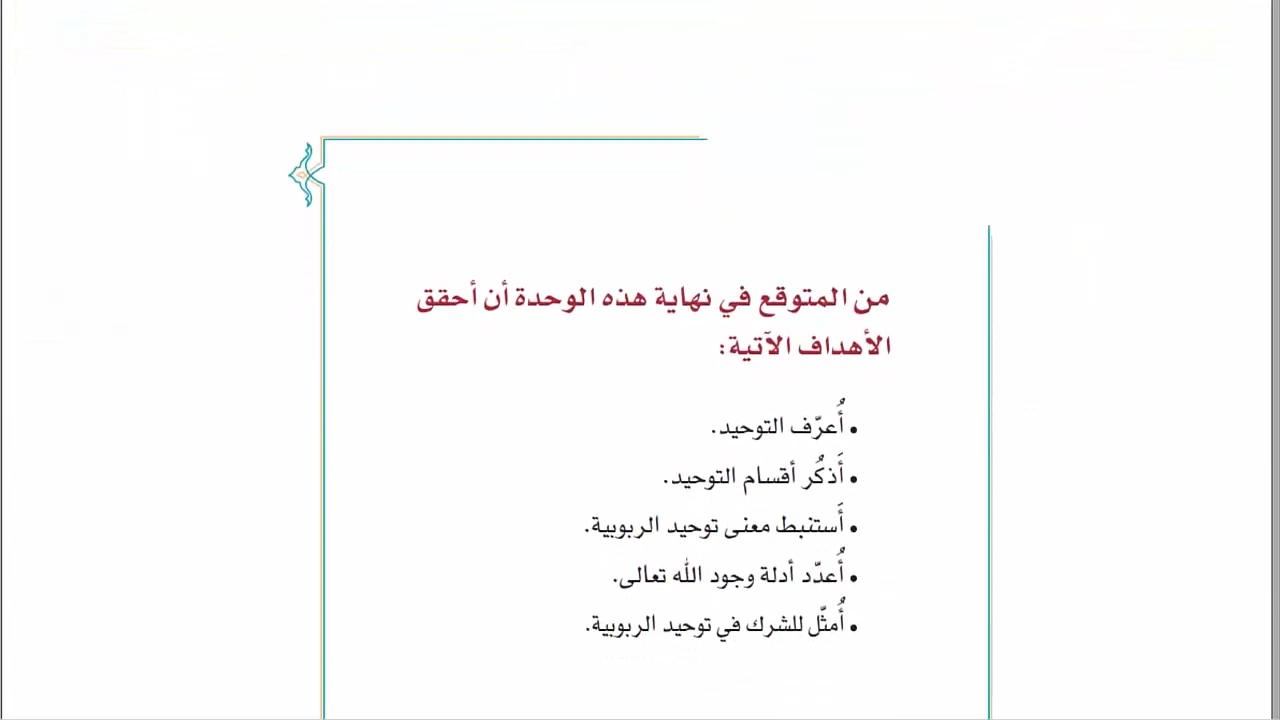 من المتوقع في نهاية هذه الوحدة أن أحقق
الأهداف الآتية:
• أُعرّف التوحيد.
• أَذكُر أقسام التوحيد.
• أَستنبط معنى توحيد الربوبية.
• أُعدّد أدلة وجود الله تعالى.
• أُمثّل للشرك في توحيد الربوبية.